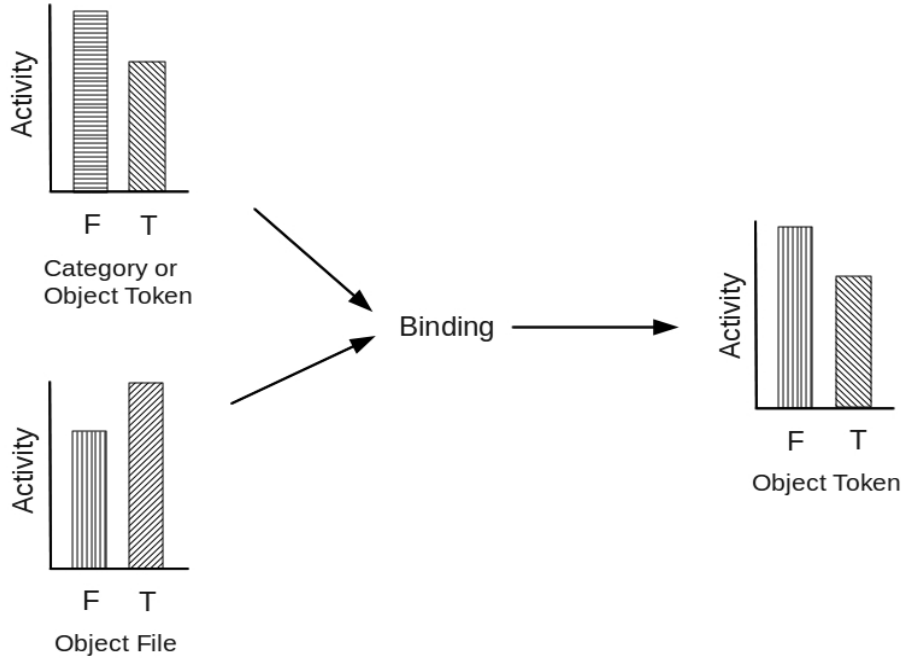 Activity
F T
Category or
Object Token
Binding
Activity
F T
Object Token
Activity
F T
Object File